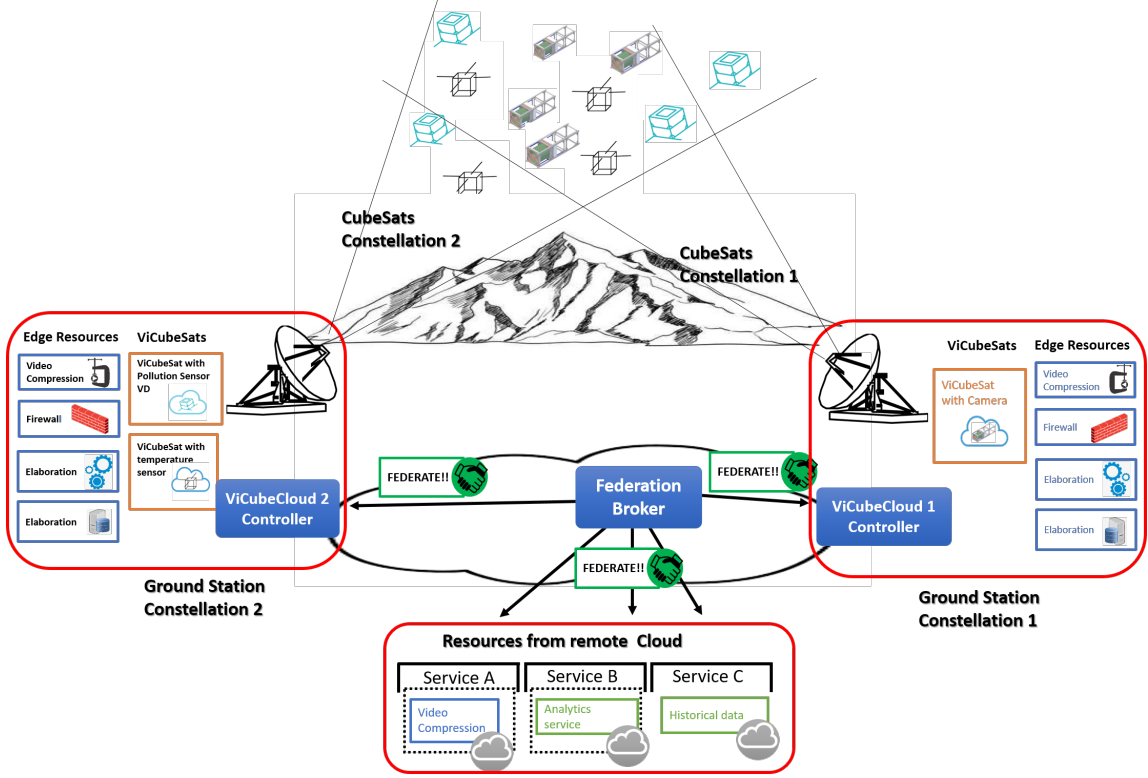 CubeSats
Constellation 2
CubeSats
Constellation 1
Edge Resources
ViCubeSats
Video
Compression
Firewall
Elaboration
Elaboration
ViCubeSat with
Pollution Sensor
VD
ViCubeSat with
temperature
sensor
ViCubeCloud 2
Controller
Ground Station
Constellation 2
FEDERATE!!
Federation
Broker
FEDERATE!!
FEDERATE!!
ViCubeSats
Edge Resources
ViCubeSat
with Camera
Video
Compression
Firewall
Elaboration
Elaboration
ViCubeCloud 1
Controller
Ground Station
Constellation 1
Resources from remote Cloud
Service A
Service B
Service C
Video
Compression
Analytics
service
Historical data